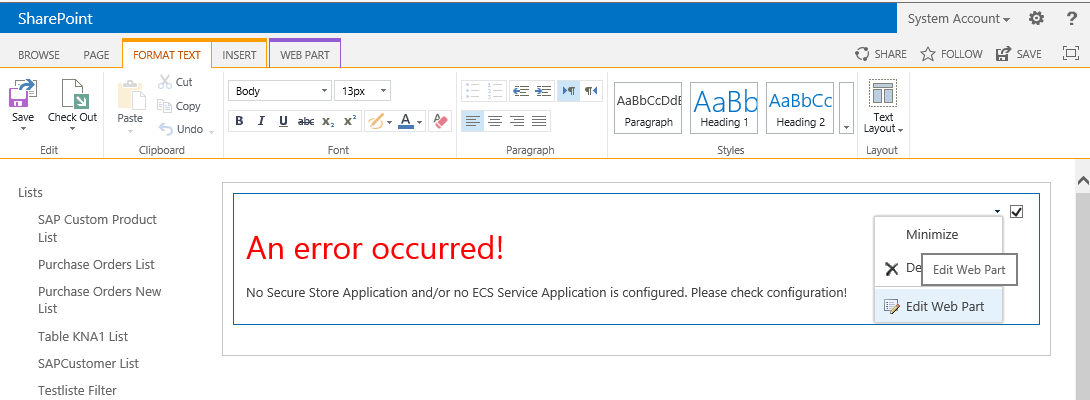 SharePoint
System Account
?
BROWSE PAGE FORMAT TEXT INSERT WEB PART
SHARE FOLLOW SAVE
Save
Check Out
Edit
Paste
Cut
Copy
Undo
Clipboard
Body 13px
B I U abc x₂ x² A
Font
Paragraph
AaBbCcDdE
Paragraph
AaBb
Heading 1
AaBbCc
Heading 2
Styles
Text
Layout
Layout
Lists
SAP Custom Product
List
Purchase Orders List
Purchase Orders New
List
Table KNA1 List
SAPCustomer List
Testliste Filter
An error occurred!
No Secure Store Application and/or no ECS Service Application is configured. Please check configuration!
Minimize
De
Edit Web Part
Edit Web Part